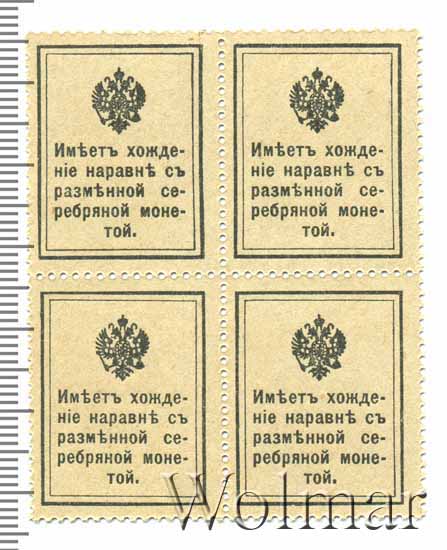 Имѣетъ хожде-
ніе наравнѣ съ
размѣнной се-
ребряной моне-
той.
Имѣетъ хожде-
ніе наравнѣ съ
размѣнной се-
ребряной моне-
той.
Имѣетъ хожде-
ніе наравнѣ съ
размѣнной се-
ребряной моне-
той.
Имѣетъ хожде-
ніе наравнѣ съ
размѣнной се-
ребряной моне-
той.
Wolmar